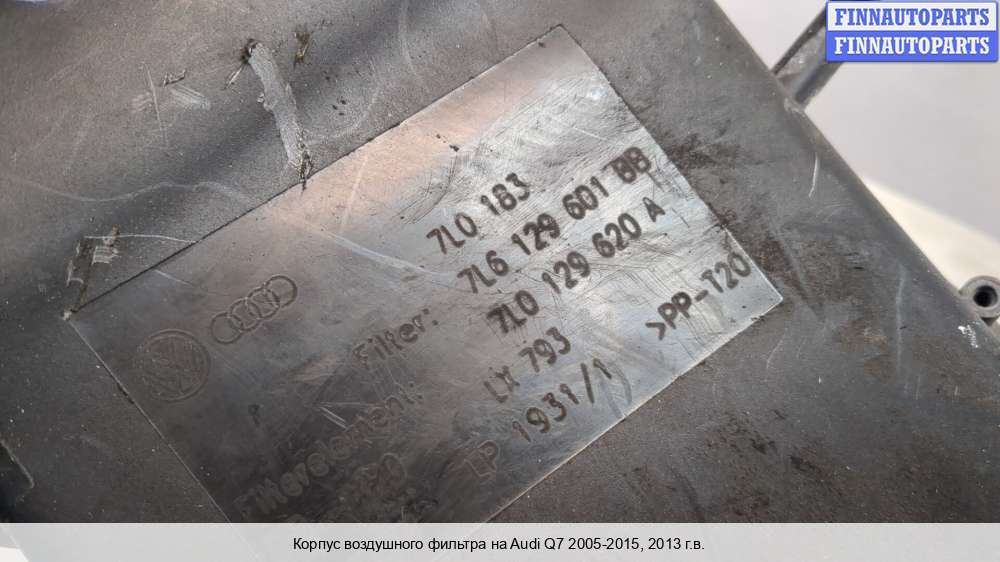 FINNAUTOPARTS
FINNAUTOPARTS
7L0 183
Filter: 7L6 129 601 BB
Filterelement: 7L0 129 620 A
LX 793 >PP-T20
LP 1931/1
Корпус воздушного фильтра на Audi Q7 2005-2015, 2013 г.в.